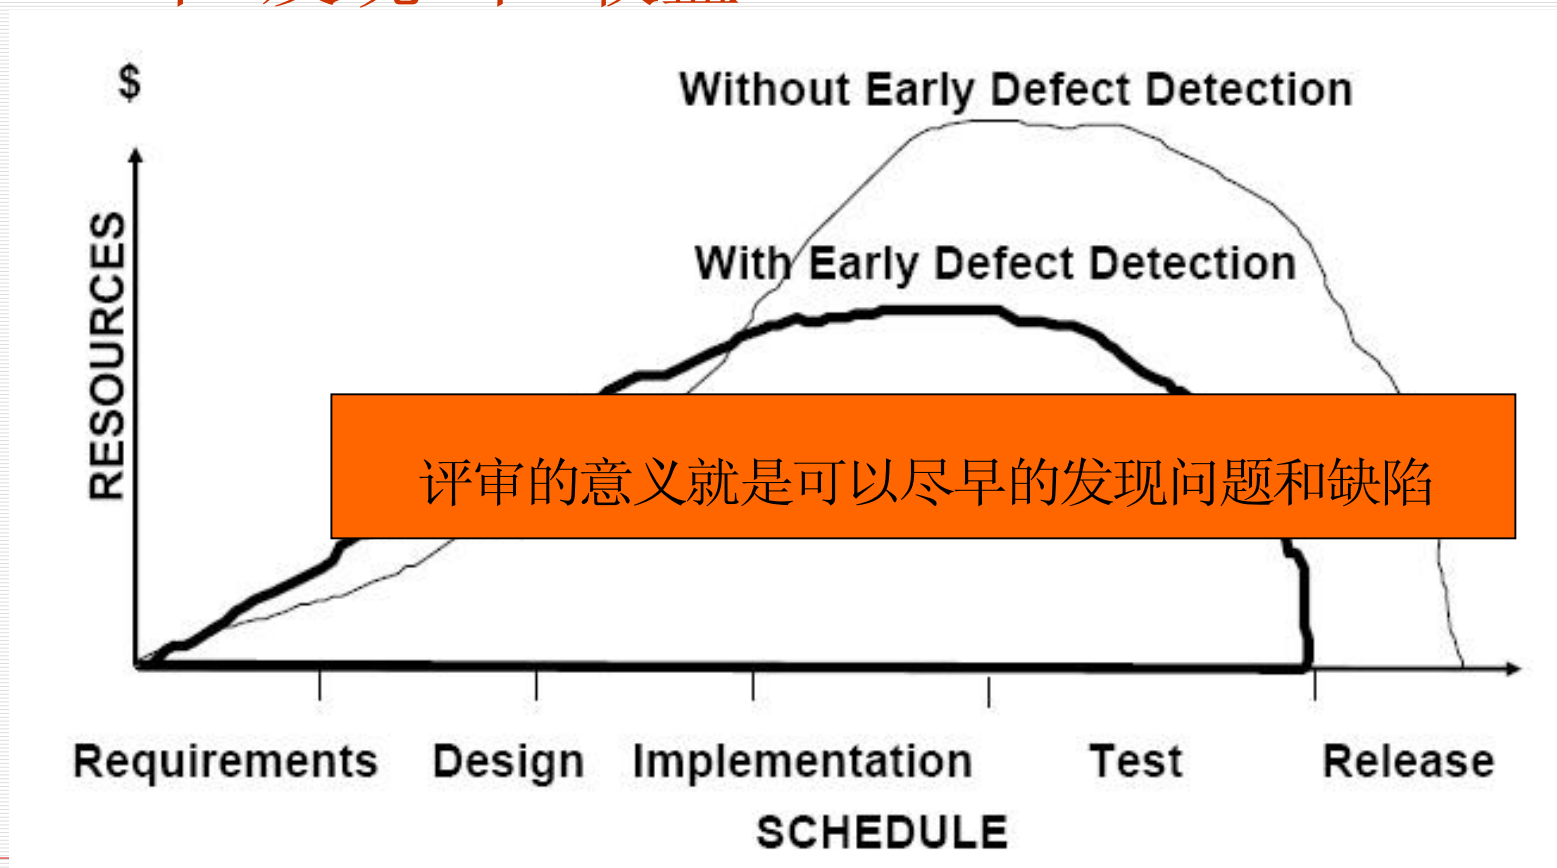 $
Without Early Defect Detection
With Early Defect Detection
RESOURCES
评审的意义就是可以尽早的发现问题和缺陷
Requirements Design Implementation Test Release
SCHEDULE